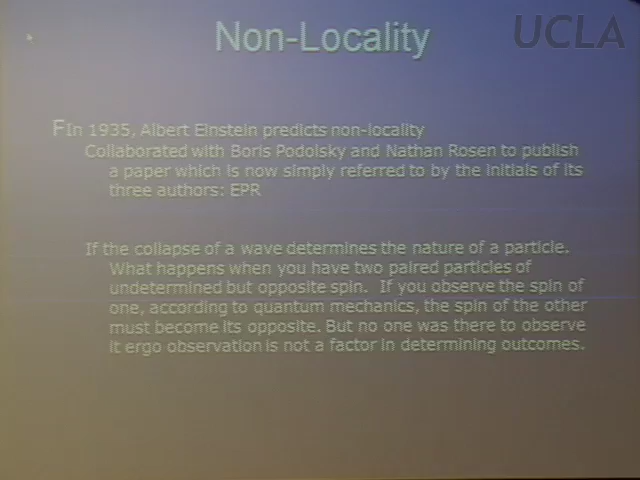 Non-Locality
UCLA
FIn 1935, Albert Einstein predicts non-locality
Collaborated with Boris Podolsky and Nathan Rosen to publish
a paper which is now simply referred to by the initials of its
three authors: EPR
If the collapse of a wave determines the nature of a particle.
What happens when you have two paired particles of
undetermined but opposite spin. If you observe the spin of
one, according to quantum mechanics, the spin of the other
must become its opposite. But no one was there to observe
it ergo observation is not a factor in determining outcomes.